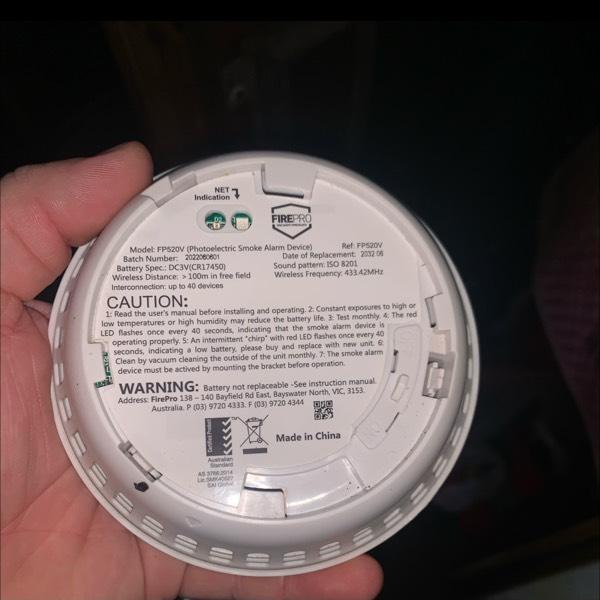 NET
Indication
FIREPRO
Model: FP520V (Photoelectric Smoke Alarm Device) Ref: FP520V
Batch Number: 2022060601 Date of Replacement: 2032 06
Battery Spec.: DC3V(CR17450) Sound pattern: ISO 8201
Wireless Distance: > 100m in free field Wireless Frequency: 433.42MHz
Interconnection: up to 40 devices
CAUTION:
1: Read the user's manual before installing and operating. 2: Constant exposures to high or
low temperatures or high humidity may reduce the battery life. 3: Test monthly. 4: The red
LED flashes once every 40 seconds, indicating that the smoke alarm device is
operating properly. 5: An intermittent "chirp" with red LED flashes once every 40
seconds, indicating a low battery, please buy and replace with new unit. 6:
Clean by vacuum cleaning the outside of the unit monthly. 7: The smoke alarm
device must be actived by mounting the bracket before operation.
WARNING: Battery not replaceable -See instruction manual.
Address: FirePro 138 – 140 Bayfield Rd East, Bayswater North, VIC, 3153.
Australia. P (03) 9720 4333. F (03) 9720 4344
Certified Product
Made in China
Australian
Standard
AS 3786:2014
SAI Global